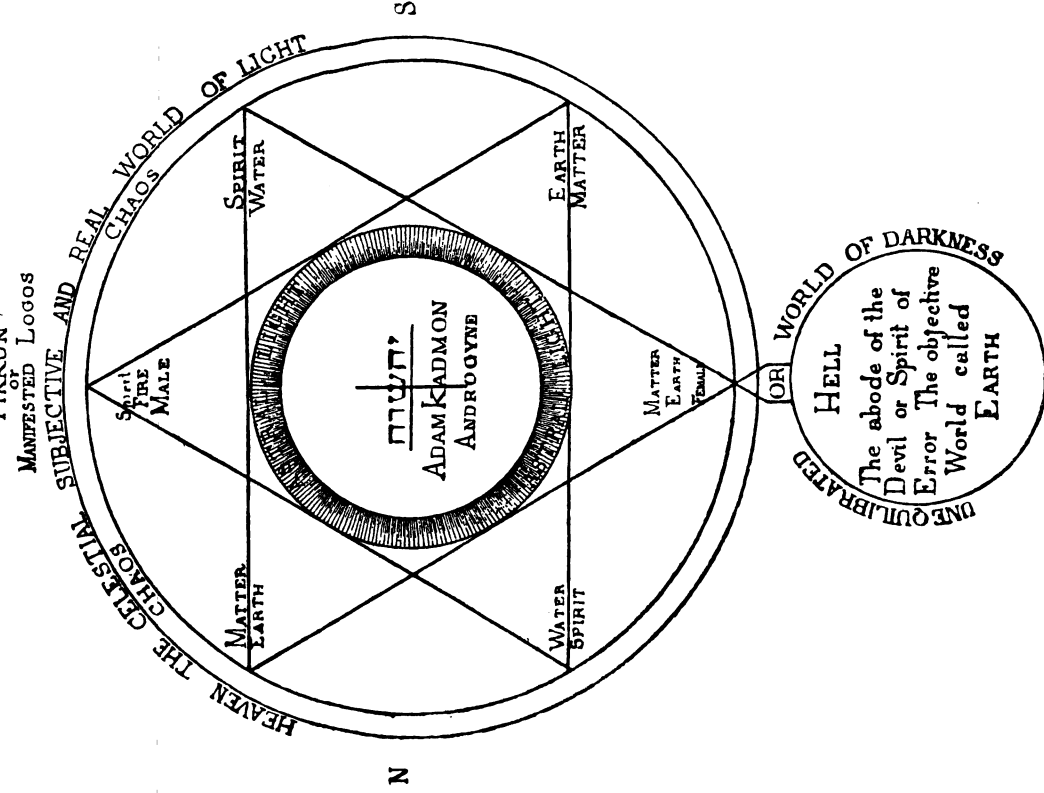 or
MANIFESTED LOGOS
HEAVEN THE CELESTIAL SUBJECTIVE AND REAL WORLD OF LIGHT
CHAOS
CHAOS
N
S
Spirit
FIRE
MALE
MATTER
EARTH
SPIRIT
WATER
יהשוה
ADAM KADMON
ANDROGYNE
WATER
SPIRIT
EARTH
MATTER
MATTER
EARTH
FEMALE
OR
UNEQUILIBRATED WORLD OF DARKNESS
HELL
The abode of the
Devil or Spirit of
Error The objective
World called
EARTH